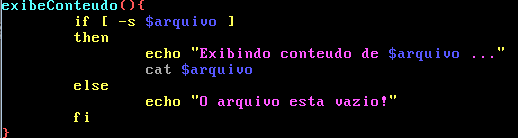 exibeConteudo(){
if [ -s $arquivo ]
then
echo "Exibindo conteudo de $arquivo ..."
cat $arquivo
else
echo "O arquivo esta vazio!"
fi
}